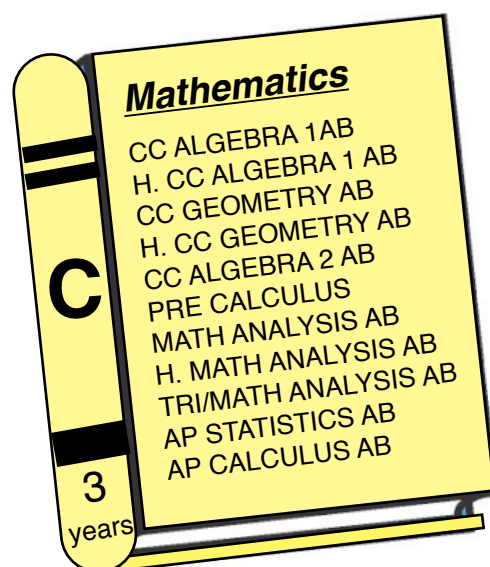 Mathematics
CC ALGEBRA 1AB
H. CC ALGEBRA 1 AB
CC GEOMETRY AB
H. CC GEOMETRY AB
CC ALGEBRA 2 AB
PRE CALCULUS
MATH ANALYSIS AB
H. MATH ANALYSIS AB
TRI/MATH ANALYSIS AB
AP STATISTICS AB
AP CALCULUS AB
C
3
years